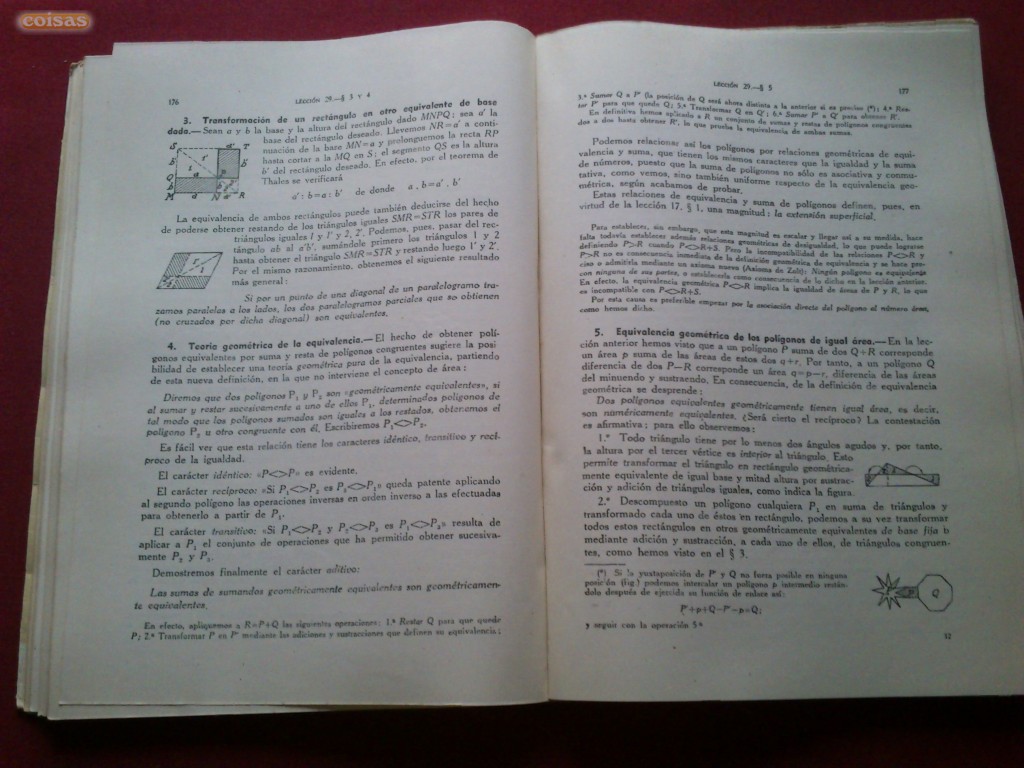 coisas
176
LECCIÓN 29.—§ 3 Y 4
3. Transformación de un rectángulo en otro equivalente de base
dada.—Sean a y b la base y la altura del rectángulo dado MNPQ; sea a' la
base del rectángulo deseado. Llevemos NR=a' a conti-
nuación de la base MN=a y prolonguemos la recta RP
hasta cortar a la MQ en S; el segmento QS es la altura
b' del rectángulo deseado. En efecto, por el teorema de
Thales se verificará
a' : b = a : b' de donde a . b = a' . b'
La equivalencia de ambos rectángulos puede también deducirse del hecho
de poderse obtener restando de los triángulos iguales SMR=STR los pares de
triángulos iguales 1 y 1' y 2, 2'. Podemos, pues, pasar del rec-
tángulo ab al a'b', sumándole primero los triángulos 1 y 2
hasta obtener el triángulo SMR=STR y restando luego 1' y 2'.
Por el mismo razonamiento, obtenemos el siguiente resultado
más general:
Si por un punto de una diagonal de un paralelogramo tra-
zamos paralelas a los lados, los dos paralelogramos parciales que se obtienen
(no cruzados por dicha diagonal) son equivalentes.
4. Teoría geométrica de la equivalencia.—El hecho de obtener polí-
gonos equivalentes por suma y resta de polígonos congruentes sugiere la posi
bilidad de establecer una teoría geométrica pura de la equivalencia, partiendo
de esta nueva definición, en la que no interviene el concepto de área:
Diremos que dos polígonos P₁ y P₂ son «geométricamente equivalentes», si
al sumar y restar sucesivamente a uno de ellos P₁, determinados polígonos de
tal modo que los polígonos sumados son iguales a los restados, obtenemos el
polígono P₂ u otro congruente con él. Escribiremos P₁<>P₂.
Es fácil ver que esta relación tiene los caracteres idéntico, transitivo y recí-
proco de la igualdad.
El carácter idéntico: «P<>P» es evidente.
El carácter recíproco: «Si P₁<>P₂ es P₂<>P₁» queda patente aplicando
al segundo polígono las operaciones inversas en orden inverso a las efectuadas
para obtenerlo a partir de P₁.
El carácter transitivo: «Si P₁<>P₂ y P₂<>P₃ es P₁<>P₃» resulta de
aplicar a P₁ el conjunto de operaciones que ha permitido obtener sucesiva-
mente P₂ y P₃.
Demostremos finalmente el carácter aditivo:
Las sumas de sumandos geométricamente equivalentes son geométricamen-
te equivalentes.
En efecto, apliquemos a R=P+Q las siguientes operaciones: 1.ª Restar Q para que quede
P; 2.ª Transformar P en P' mediante las adiciones y sustracciones que definen su equivalencia;
LECCIÓN 29.—§ 5
177
3.ª Sumar Q a P' (la posición de Q será ahora distinta a la anterior si es preciso (*); 4.ª Res-
tar P' para que quede Q; 5.ª Transformar Q en Q'; 6.ª Sumar P' a Q' para obtener R'.
En definitiva hemos aplicado a R un conjunto de sumas y restas de polígonos congruentes
dos a dos hasta obtener R', lo que prueba la equivalencia de ambas sumas.
Podemos relacionar así los polígonos por relaciones geométricas de equi-
valencia y suma, que tienen los mismos caracteres que la igualdad y la suma
de números, puesto que la suma de polígonos no sólo es asociativa y conmu-
tativa, como vemos, sino también uniforme respecto de la equivalencia geo-
métrica, según acabamos de probar.
Estas relaciones de equivalencia y suma de polígonos definen, pues, en
virtud de la lección 17, § 1, una magnitud: la extensión superficial.
Para establecer, sin embargo, que esta magnitud es escalar y llegar así a su medida, hace
falta todavía establecer además relaciones geométricas de desigualdad, lo que puede lograrse
definiendo P>R cuando P<>R+S. Pero la incompatibilidad de las relaciones P<>R y
P>R no es consecuencia inmediata de la definición geométrica de equivalencia y se hace pre-
ciso o admitirla mediante un axioma nuevo (Axioma de Zolt): Ningún polígono es equivalente
con ninguna de sus partes, o establecerla como consecuencia de lo dicho en la lección anterior.
En efecto, la equivalencia geométrica P<>R implica la igualdad de áreas de P y R, lo que
es incompatible con P<>R+S.
Por esta causa es preferible empezar por la asociación directa del polígono al número área,
como hemos dicho.
5. Equivalencia geométrica de los polígonos de igual área.—En la lec-
ción anterior hemos visto que a un polígono P suma de dos Q+R corresponde
un área p suma de las áreas de estos dos q+r. Por tanto, a un polígono Q
diferencia de dos P—R corresponde un área q=p—r, diferencia de las áreas
del minuendo y sustraendo. En consecuencia, de la definición de equivalencia
geométrica se desprende:
Dos polígonos equivalentes geométricamente tienen igual área, es decir,
son numéricamente equivalentes. ¿Será cierto el recíproco? La contestación
es afirmativa; para ello observemos:
1.º Todo triángulo tiene por lo menos dos ángulos agudos y, por tanto,
la altura por el tercer vértice es interior al triángulo. Esto
permite transformar el triángulo en rectángulo geométrica-
mente equivalente de igual base y mitad altura por sustrac-
ción y adición de triángulos iguales, como indica la figura.
2.º Descompuesto un polígono cualquiera P₁ en suma de triángulos y
transformado cada uno de éstos en rectángulo, podemos a su vez transformar
todos estos rectángulos en otros geométricamente equivalentes de base fija b
mediante adición y sustracción, a cada uno de ellos, de triángulos congruen-
tes, como hemos visto en el § 3.
(*) Si la yuxtaposición de P' y Q no fuera posible en ninguna
posición (fig.) podemos intercalar un polígono p intermedio restán-
dolo después de ejercida su función de enlace así:
P'+p+Q—P'—p=Q;
y seguir con la operación 5.ª
12